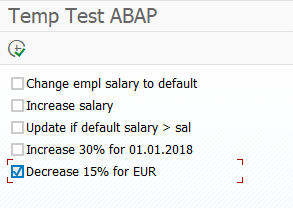 Temp Test ABAP
Change empl salary to default
Increase salary
Update if default salary > sal
Increase 30% for 01.01.2018
Decrease 15% for EUR